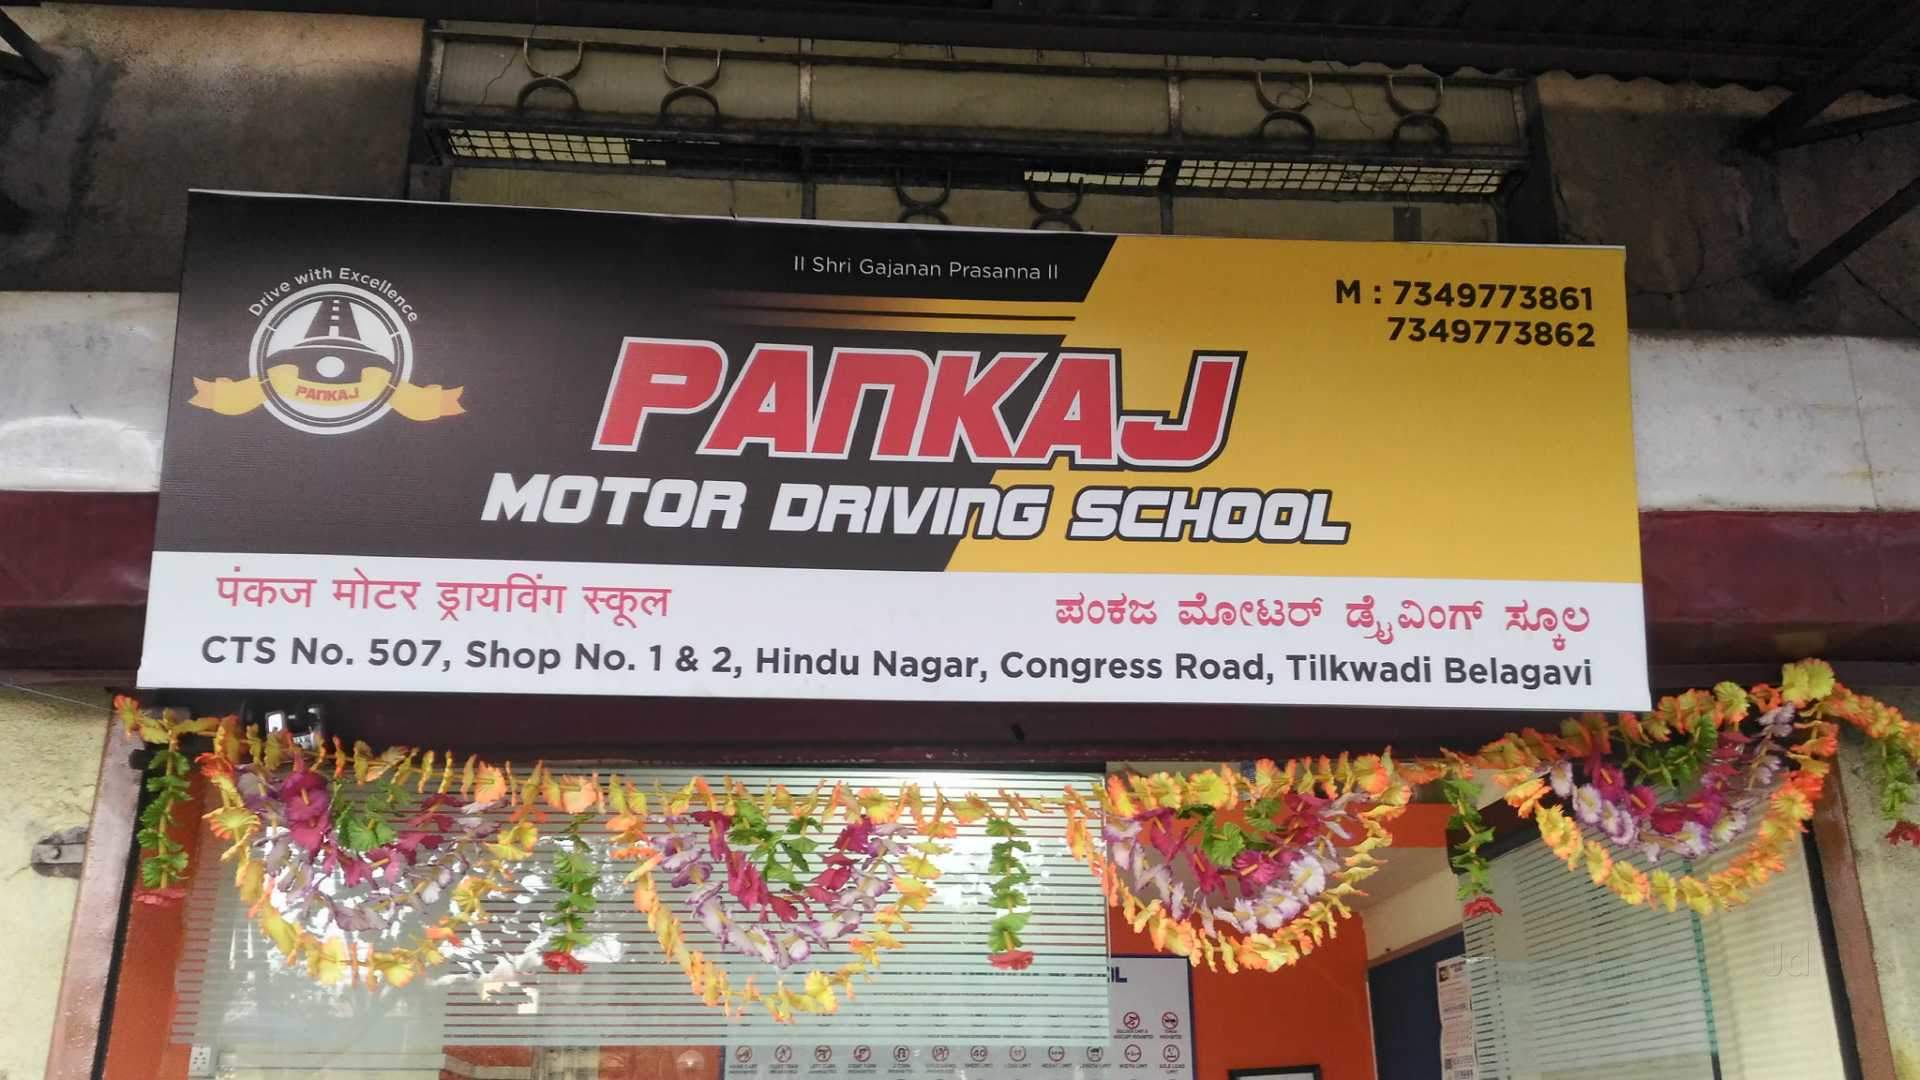 Drive with Excellence
PANKAJ
II Shri Gajanan Prasanna II
M : 7349773861
7349773862
PANKAJ
MOTOR DRIVING SCHOOL
पंकज मोटर ड्रायविंग स्कूल
ಪಂಕಜ ಮೋಟರ್ ಡ್ರೈವಿಂಗ್ ಸ್ಕೂಲ
CTS No. 507, Shop No. 1 & 2, Hindu Nagar, Congress Road, Tilkwadi Belagavi
Jd